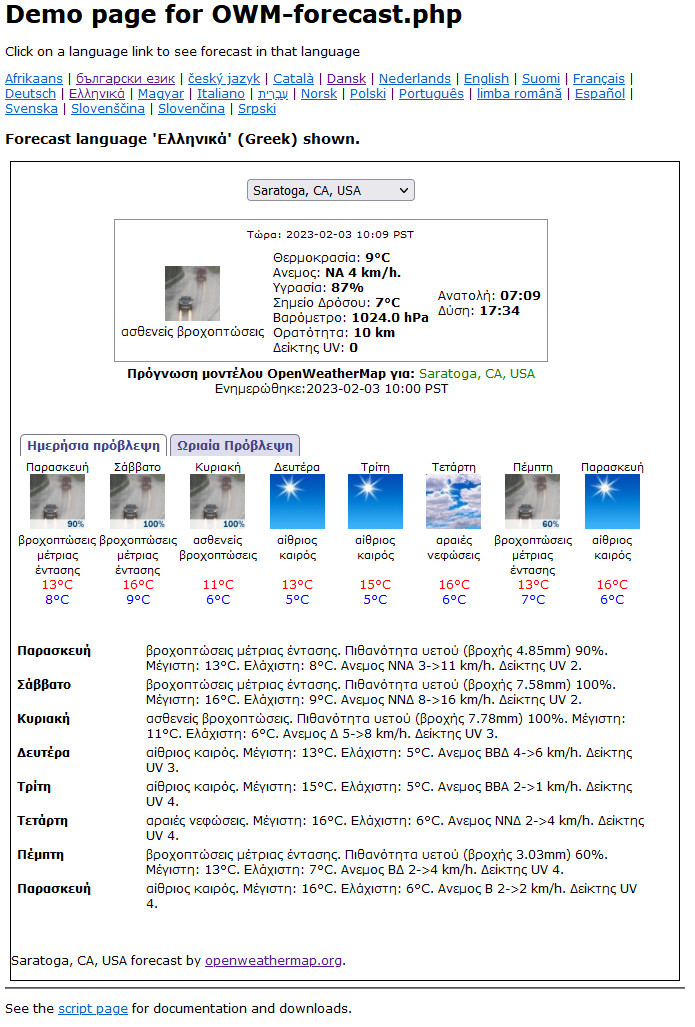 Demo page for OWM-forecast.php
Click on a language link to see forecast in that language
Afrikaans | български език | český jazyk | Català | Dansk | Nederlands | English | Suomi | Français |
Deutsch | Ελληνικά | Magyar | Italiano | עִבְרִית | Norsk | Polski | Português | limba română | Español |
Svenska | Slovenščina | Slovenčina | Srpski
Forecast language 'Ελληνικά' (Greek) shown.
Saratoga, CA, USA
Τώρα: 2023-02-03 10:09 PST
ασθενείς βροχοπτώσεις
Θερμοκρασία: 9°C
Ανεμος: ΝΑ 4 km/h.
Υγρασία: 87%
Σημείο Δρόσου: 7°C
Βαρόμετρο: 1024.0 hPa
Ορατότητα: 10 km
Δείκτης UV: 0
Ανατολή: 07:09
Δύση: 17:34
Πρόγνωση μοντέλου OpenWeatherMap για: Saratoga, CA, USA
Ενημερώθηκε:2023-02-03 10:00 PST
Ημερήσια πρόβλεψη Ωριαία Πρόβλεψη
Παρασκευή Σάββατο Κυριακή Δευτέρα Τρίτη Τετάρτη Πέμπτη Παρασκευή
90% 100% 100% 60%
βροχοπτώσεις βροχοπτώσεις ασθενείς αίθριος αίθριος αραιές βροχοπτώσεις αίθριος
μέτριας μέτριας βροχοπτώσεις καιρός καιρός νεφώσεις μέτριας καιρός
έντασης έντασης έντασης
13°C 16°C 11°C 13°C 15°C 16°C 13°C 16°C
8°C 9°C 6°C 5°C 5°C 6°C 7°C 6°C
Παρασκευή βροχοπτώσεις μέτριας έντασης. Πιθανότητα υετού (βροχής 4.85mm) 90%.
Μέγιστη: 13°C. Ελάχιστη: 8°C. Ανεμος ΝΝΑ 3->11 km/h. Δείκτης UV 2.
Σάββατο βροχοπτώσεις μέτριας έντασης. Πιθανότητα υετού (βροχής 7.58mm) 100%.
Μέγιστη: 16°C. Ελάχιστη: 9°C. Ανεμος ΝΝΔ 8->16 km/h. Δείκτης UV 2.
Κυριακή ασθενείς βροχοπτώσεις. Πιθανότητα υετού (βροχής 7.78mm) 100%. Μέγιστη:
11°C. Ελάχιστη: 6°C. Ανεμος Δ 5->8 km/h. Δείκτης UV 3.
Δευτέρα αίθριος καιρός. Μέγιστη: 13°C. Ελάχιστη: 5°C. Ανεμος ΒΒΔ 4->6 km/h. Δείκτης
UV 3.
Τρίτη αίθριος καιρός. Μέγιστη: 15°C. Ελάχιστη: 5°C. Ανεμος ΒΒΑ 2->1 km/h. Δείκτης
UV 4.
Τετάρτη αραιές νεφώσεις. Μέγιστη: 16°C. Ελάχιστη: 6°C. Ανεμος ΝΝΔ 2->4 km/h. Δείκτης
UV 4.
Πέμπτη βροχοπτώσεις μέτριας έντασης. Πιθανότητα υετού (βροχής 3.03mm) 60%.
Μέγιστη: 13°C. Ελάχιστη: 7°C. Ανεμος ΒΔ 2->4 km/h. Δείκτης UV 4.
Παρασκευή αίθριος καιρός. Μέγιστη: 16°C. Ελάχιστη: 6°C. Ανεμος Β 2->2 km/h. Δείκτης UV
4.
Saratoga, CA, USA forecast by openweathermap.org.
See the script page for documentation and downloads.